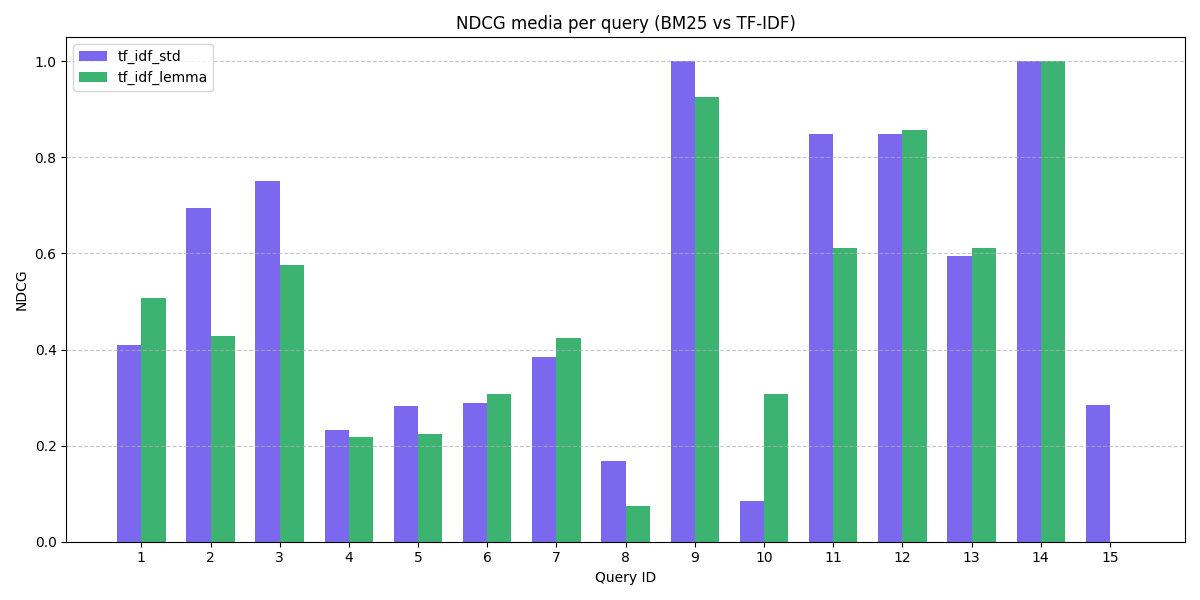 NDCG media per query (BM25 vs TF-IDF)
tf_idf_std
tf_idf_lemma
NDCG
1.0
0.8
0.6
0.4
0.2
0.0
1 2 3 4 5 6 7 8 9 10 11 12 13 14 15
Query ID